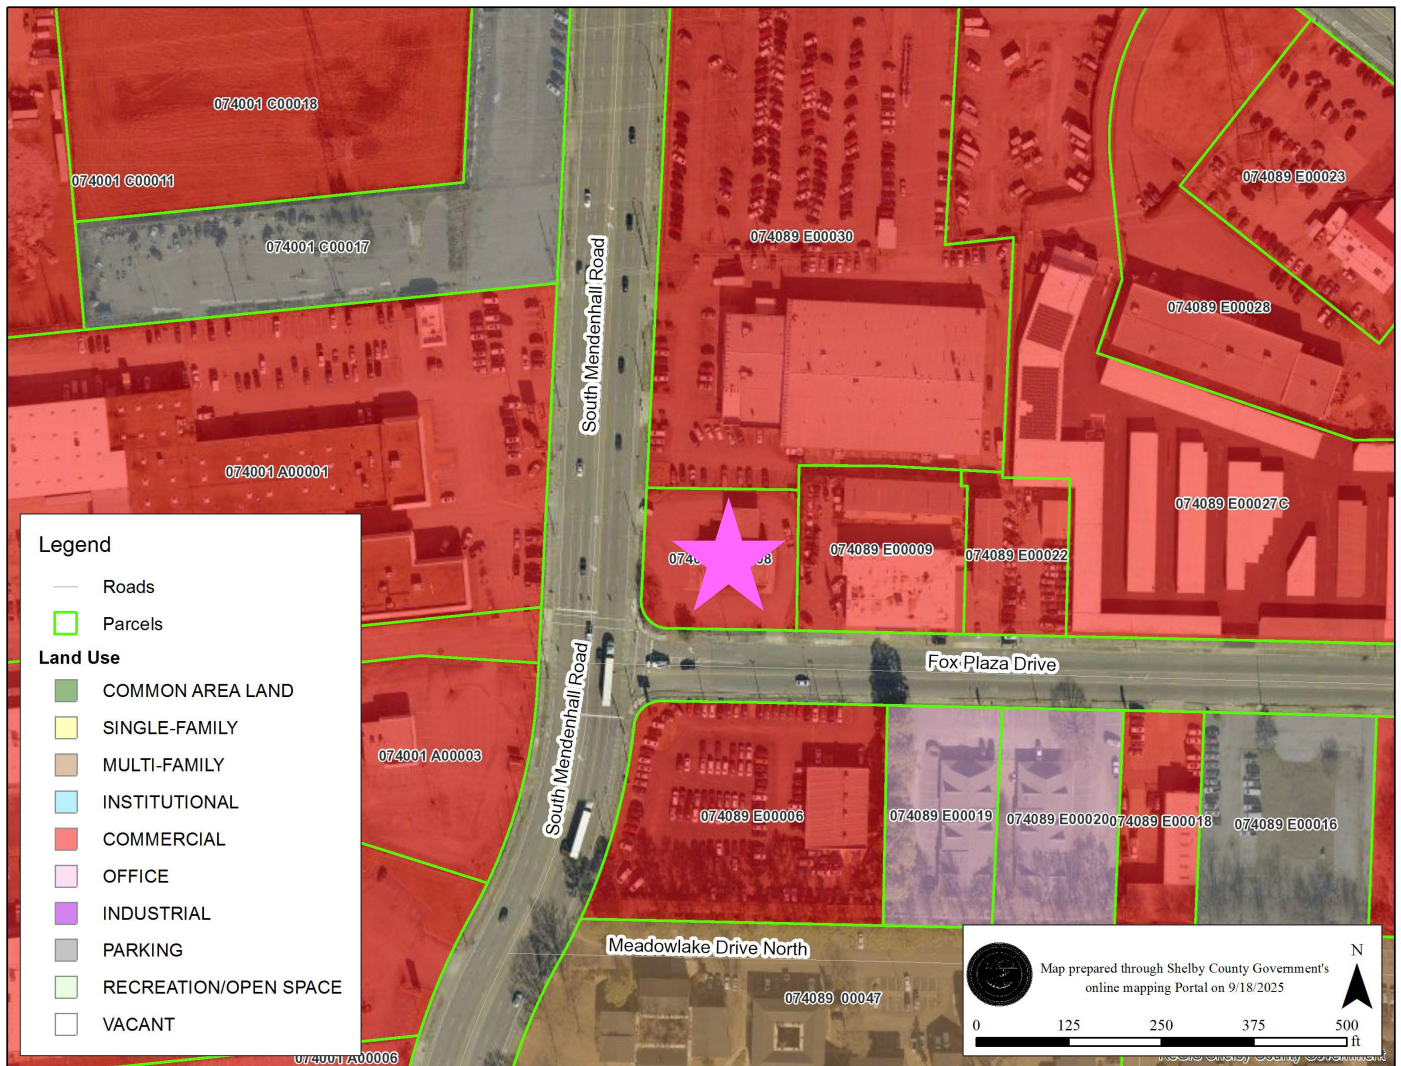 074001 C00018
074001 C00011
074001 C00017
074089 E00023
074089 E00030
074089 E00028
South Mendenhall Road
074001 A00001
074089 E00027C
074089 E00009
074089 E00022
Fox Plaza Drive
South Mendenhall Road
074001 A00003
074089 E00006
074089 E00019
074089 E00020
074089 E00018
074089 E00016
Meadowlake Drive North
074089 00047
074001 A00006
Legend
Roads
Parcels
Land Use
COMMON AREA LAND
SINGLE-FAMILY
MULTI-FAMILY
INSTITUTIONAL
COMMERCIAL
OFFICE
INDUSTRIAL
PARKING
RECREATION/OPEN SPACE
VACANT
Map prepared through Shelby County Government's
online mapping Portal on 9/18/2025
N
0 125 250 375 500
ft